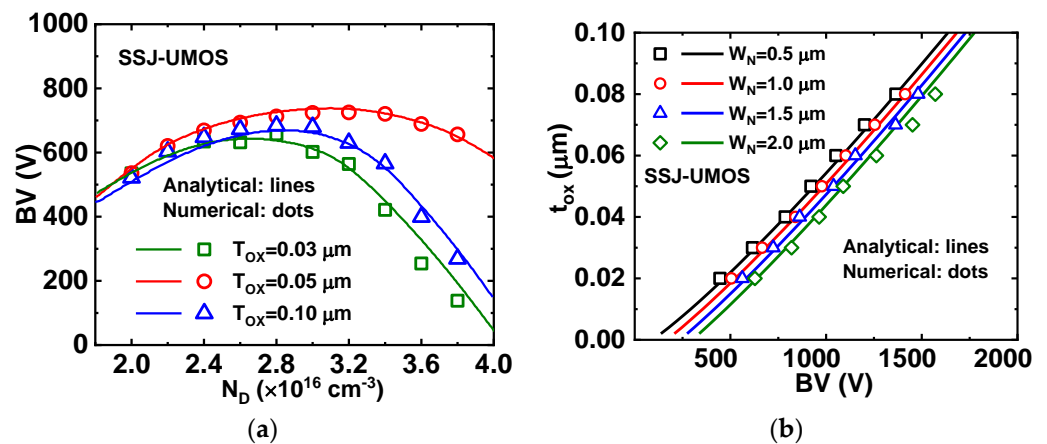 SSJ-UMOS
Analytical: lines
Numerical: dots
T_OX=0.03 μm
T_OX=0.05 μm
T_OX=0.10 μm
BV (V)
1000
800
600
400
200
0
2.0 2.4 2.8 3.2 3.6 4.0
N_D (×10^16 cm^-3)
(a)
W_N=0.5 μm
W_N=1.0 μm
W_N=1.5 μm
W_N=2.0 μm
SSJ-UMOS
Analytical: lines
Numerical: dots
t_ox (μm)
0.10
0.08
0.06
0.04
0.02
0.00
500 1000 1500 2000
BV (V)
(b)